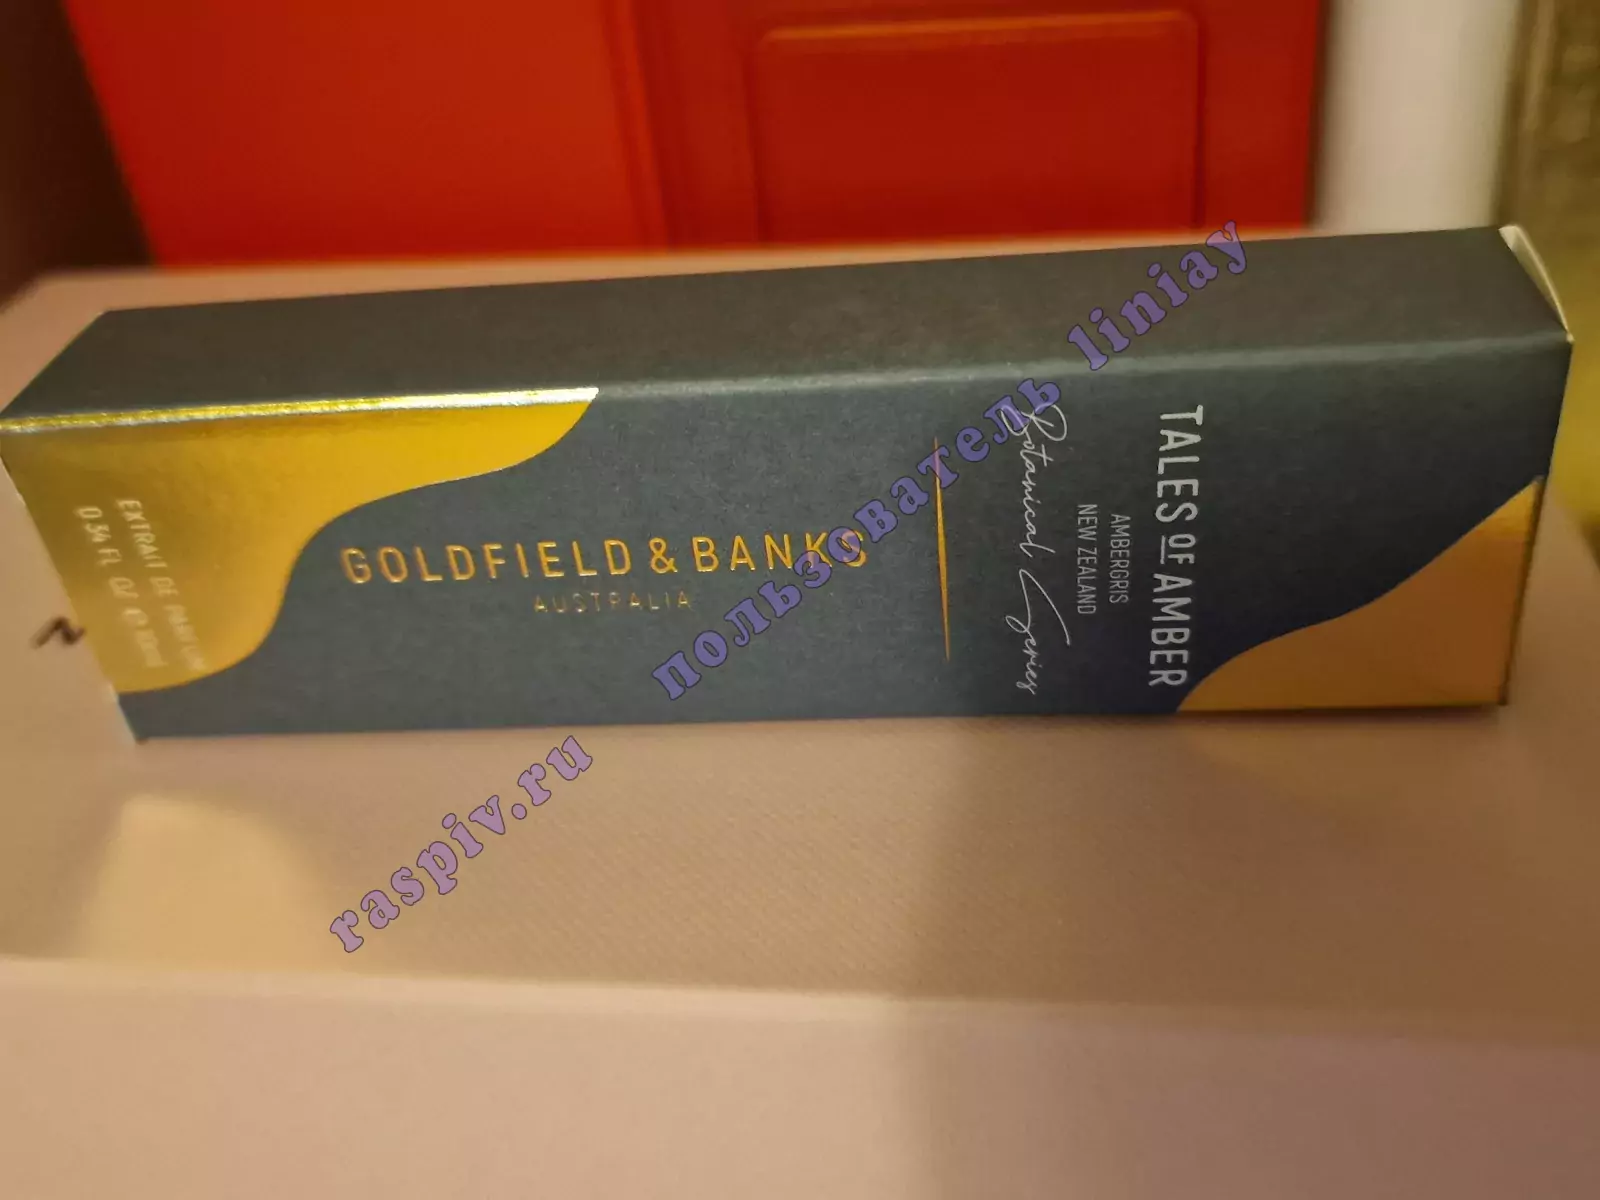 GOLDFIELD & BANKS
AUSTRALIA
TALES OF AMBER
AMBERGRIS
NEW ZEALAND
Botanical Series
EXTRAIT DE PARFUM
0.34 FL OZ
пользователь liniay
raspiv.ru